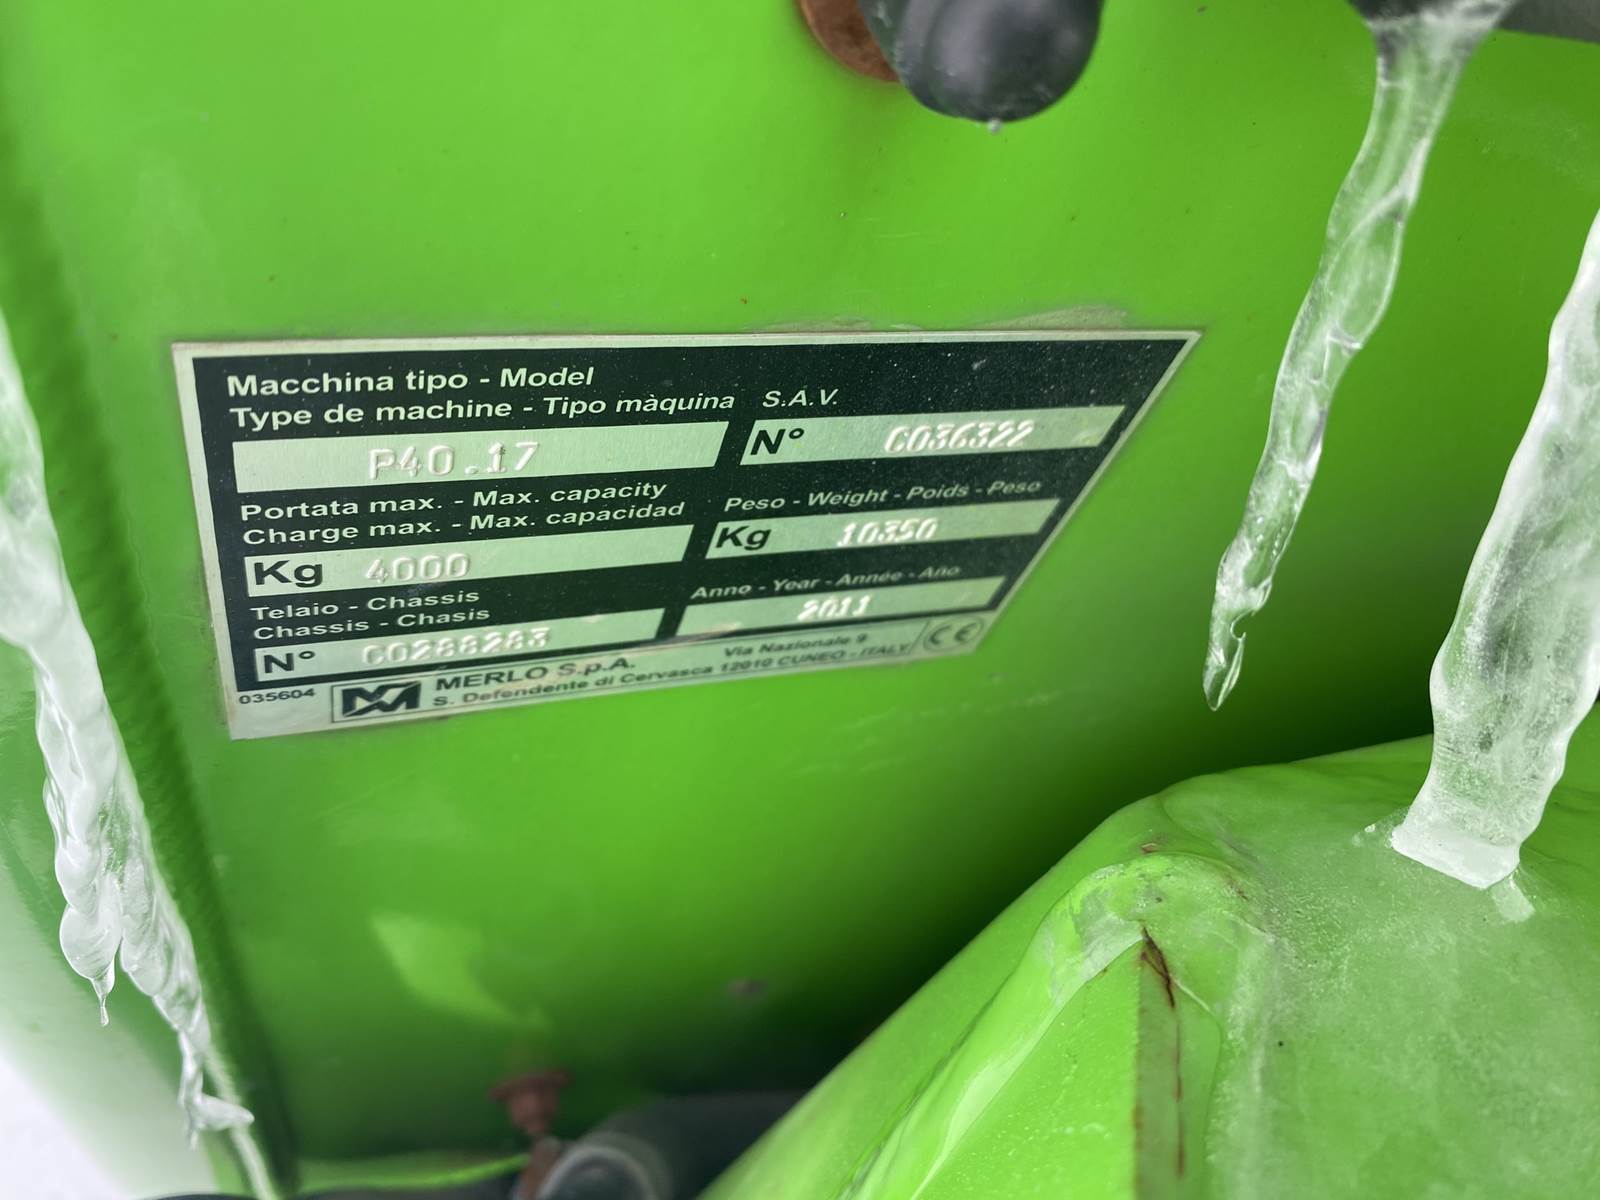 Macchina tipo - Model
Type de machine - Tipo màquina S.A.V.
P40.17
N° C036322
Portata max. - Max. capacity
Charge max. - Max. capacidad
Peso - Weight - Poids - Peso
Kg 4000
Kg 10350
Telaio - Chassis
Chassis - Chasis
Anno - Year - Année - Año
N° C0288283
2011
035604
MERLO S.p.A. Via Nazionale 9
S. Defendente di Cervasca 12010 CUNEO - ITALY
CE